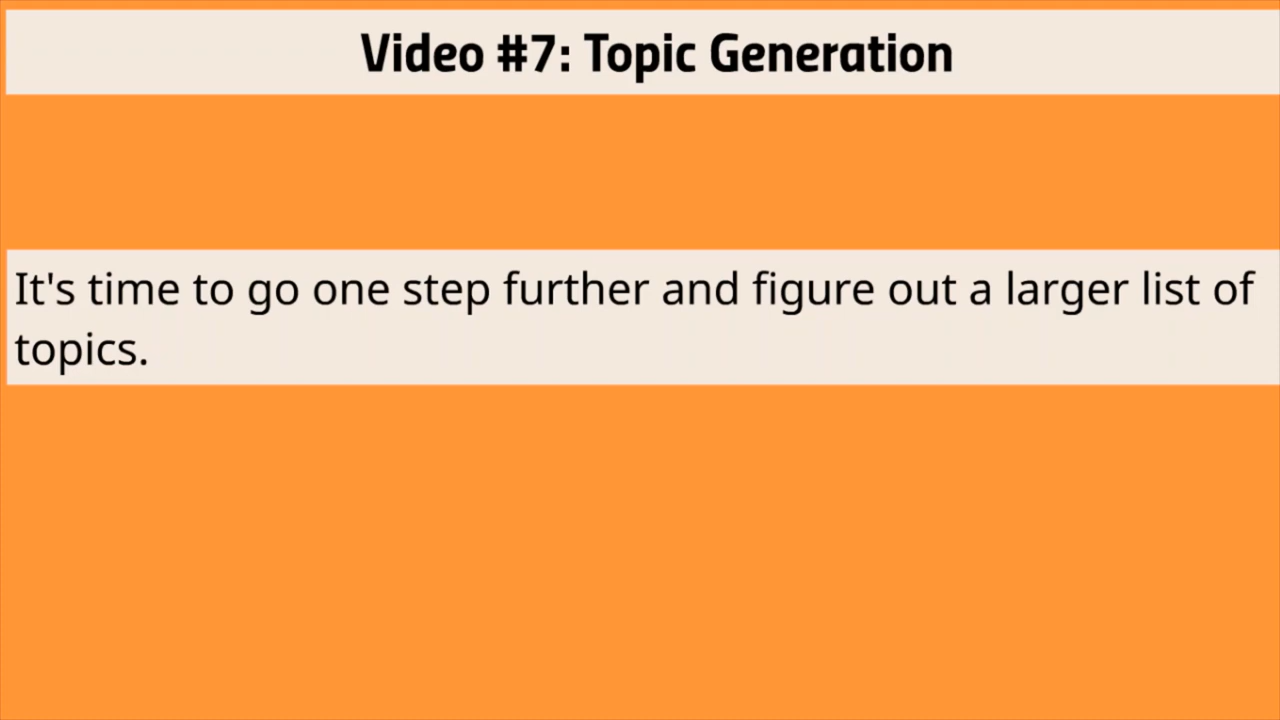 Video #7: Topic Generation
It's time to go one step further and figure out a larger list of
topics.